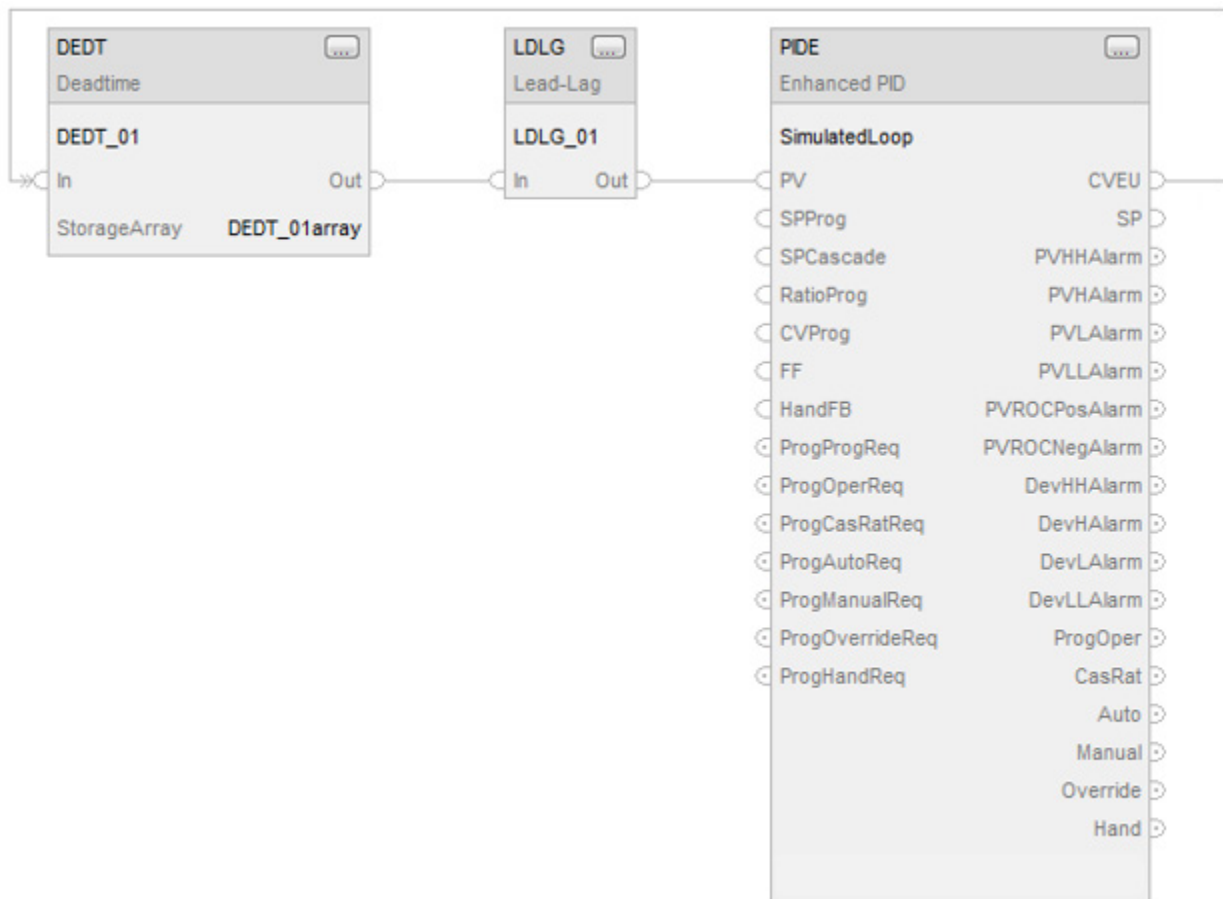 DEDT ...
Deadtime
DEDT_01
In Out
StorageArray DEDT_01array
LDLG ...
Lead-Lag
LDLG_01
In Out
PIDE ...
Enhanced PID
SimulatedLoop
PV CVEU
SPProg SP
SPCascade PVHHAlarm
RatioProg PVHAlarm
CVProg PVLAlarm
FF PVLLAlarm
HandFB PVROCPosAlarm
ProgProgReq PVROCNegAlarm
ProgOperReq DevHHAlarm
ProgCasRatReq DevHAlarm
ProgAutoReq DevLAlarm
ProgManualReq DevLLAlarm
ProgOverrideReq ProgOper
ProgHandReq CasRat
Auto
Manual
Override
Hand